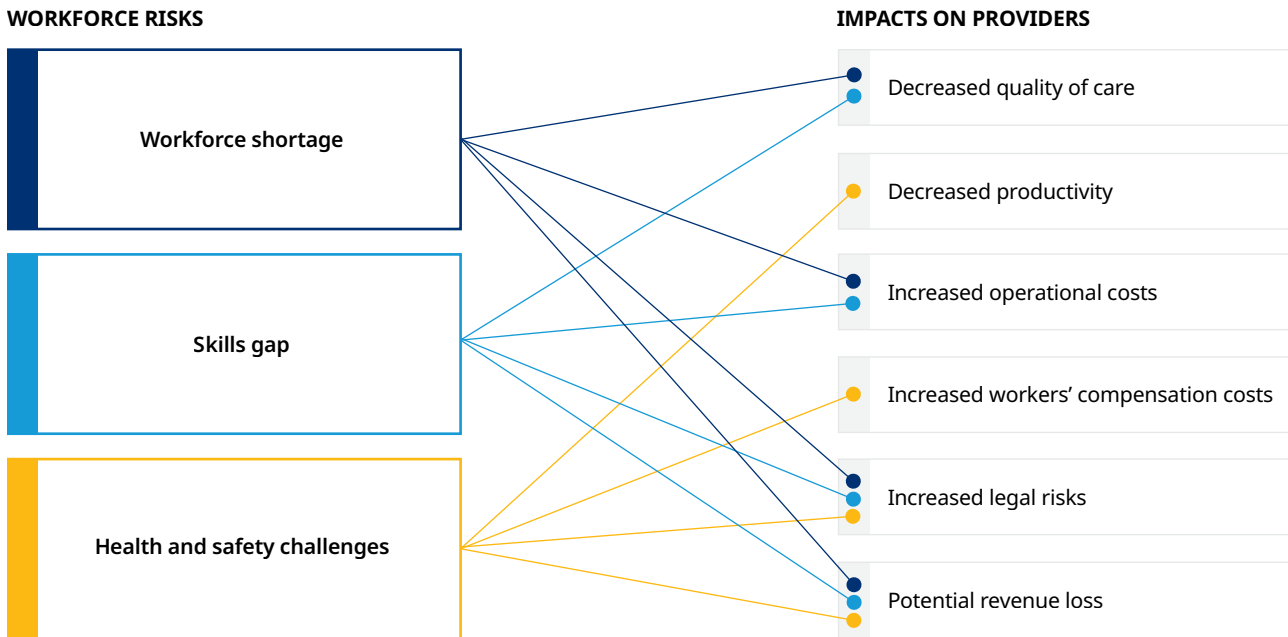 WORKFORCE RISKS
IMPACTS ON PROVIDERS
Workforce shortage
Skills gap
Health and safety challenges
Decreased quality of care
Decreased productivity
Increased operational costs
Increased workers’ compensation costs
Increased legal risks
Potential revenue loss